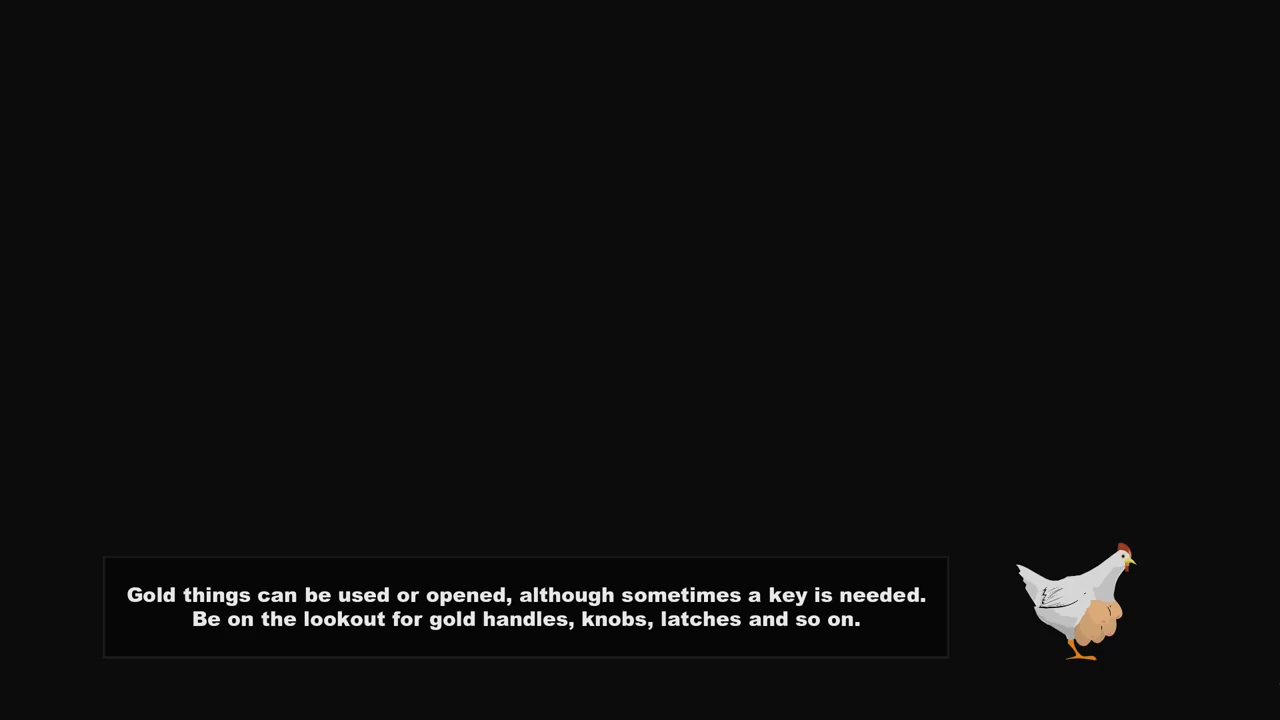 Gold things can be used or opened, although sometimes a key is needed.
Be on the lookout for gold handles, knobs, latches and so on.